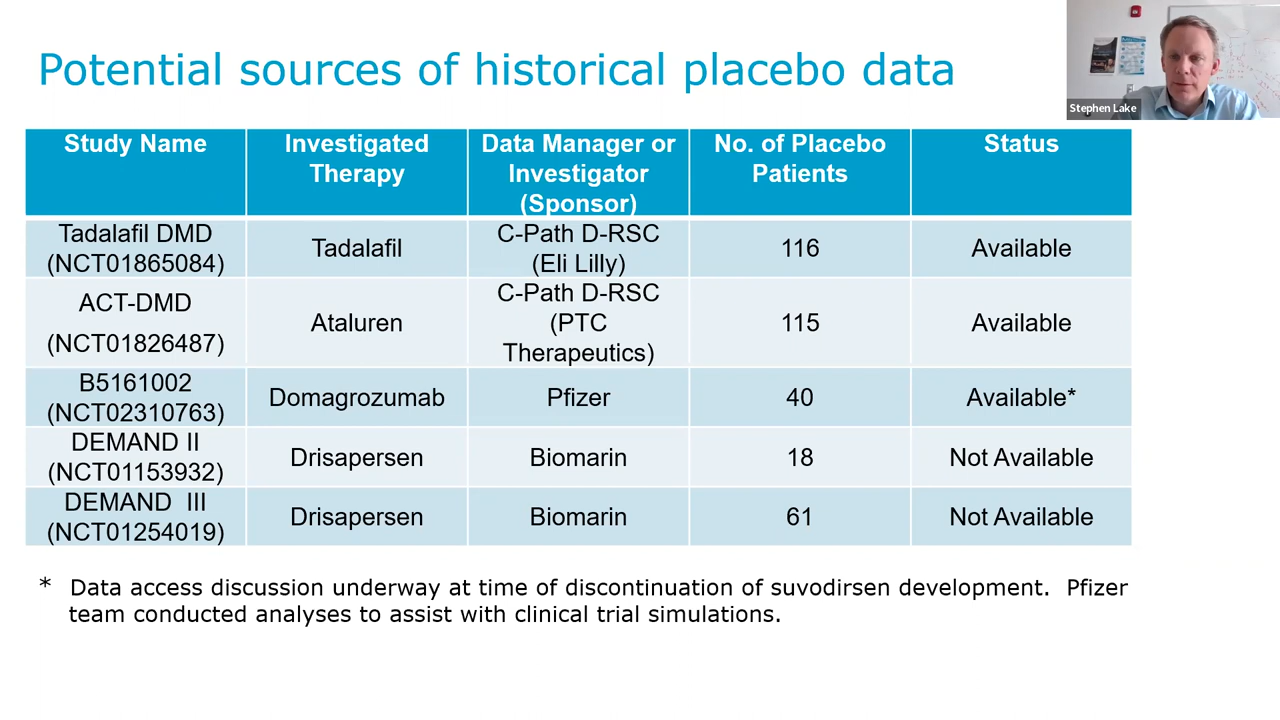 Potential sources of historical placebo data
Stephen Lake
Study Name
Investigated
Therapy
Data Manager or
Investigator
(Sponsor)
No. of Placebo
Patients
Status
Tadalafil DMD
(NCT01865084)
Tadalafil
C-Path D-RSC
(Eli Lilly)
116
Available
ACT-DMD
(NCT01826487)
Ataluren
C-Path D-RSC
(PTC
Therapeutics)
115
Available
B5161002
(NCT02310763)
Domagrozumab
Pfizer
40
Available*
DEMAND II
(NCT01153932)
Drisapersen
Biomarin
18
Not Available
DEMAND  III
(NCT01254019)
Drisapersen
Biomarin
61
Not Available
* Data access discussion underway at time of discontinuation of suvodirsen development.  Pfizer
team conducted analyses to assist with clinical trial simulations.